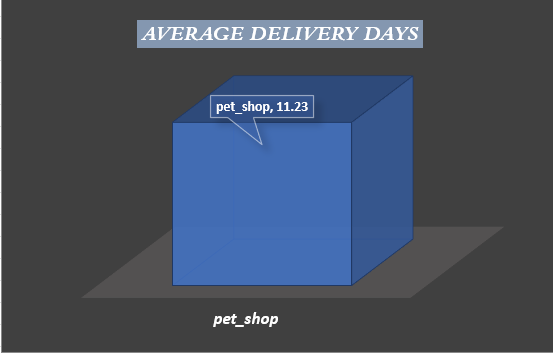 AVERAGE DELIVERY DAYS
pet_shop, 11.23
pet_shop